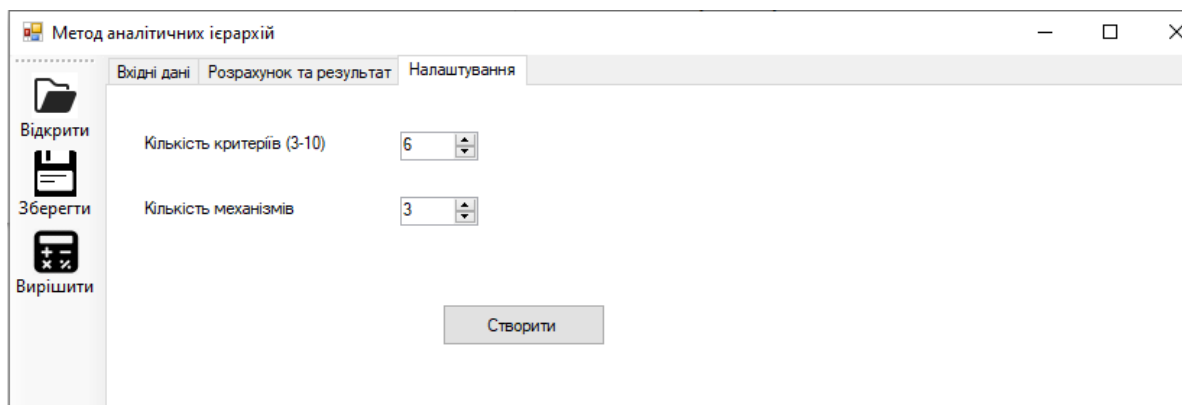 Метод аналітичних ієрархій
Вхідні дані
Розрахунок та результат
Налаштування
Відкрити
Зберегти
Вирішити
Кількість критеріїв (3-10)
6
Кількість механізмів
3
Створити